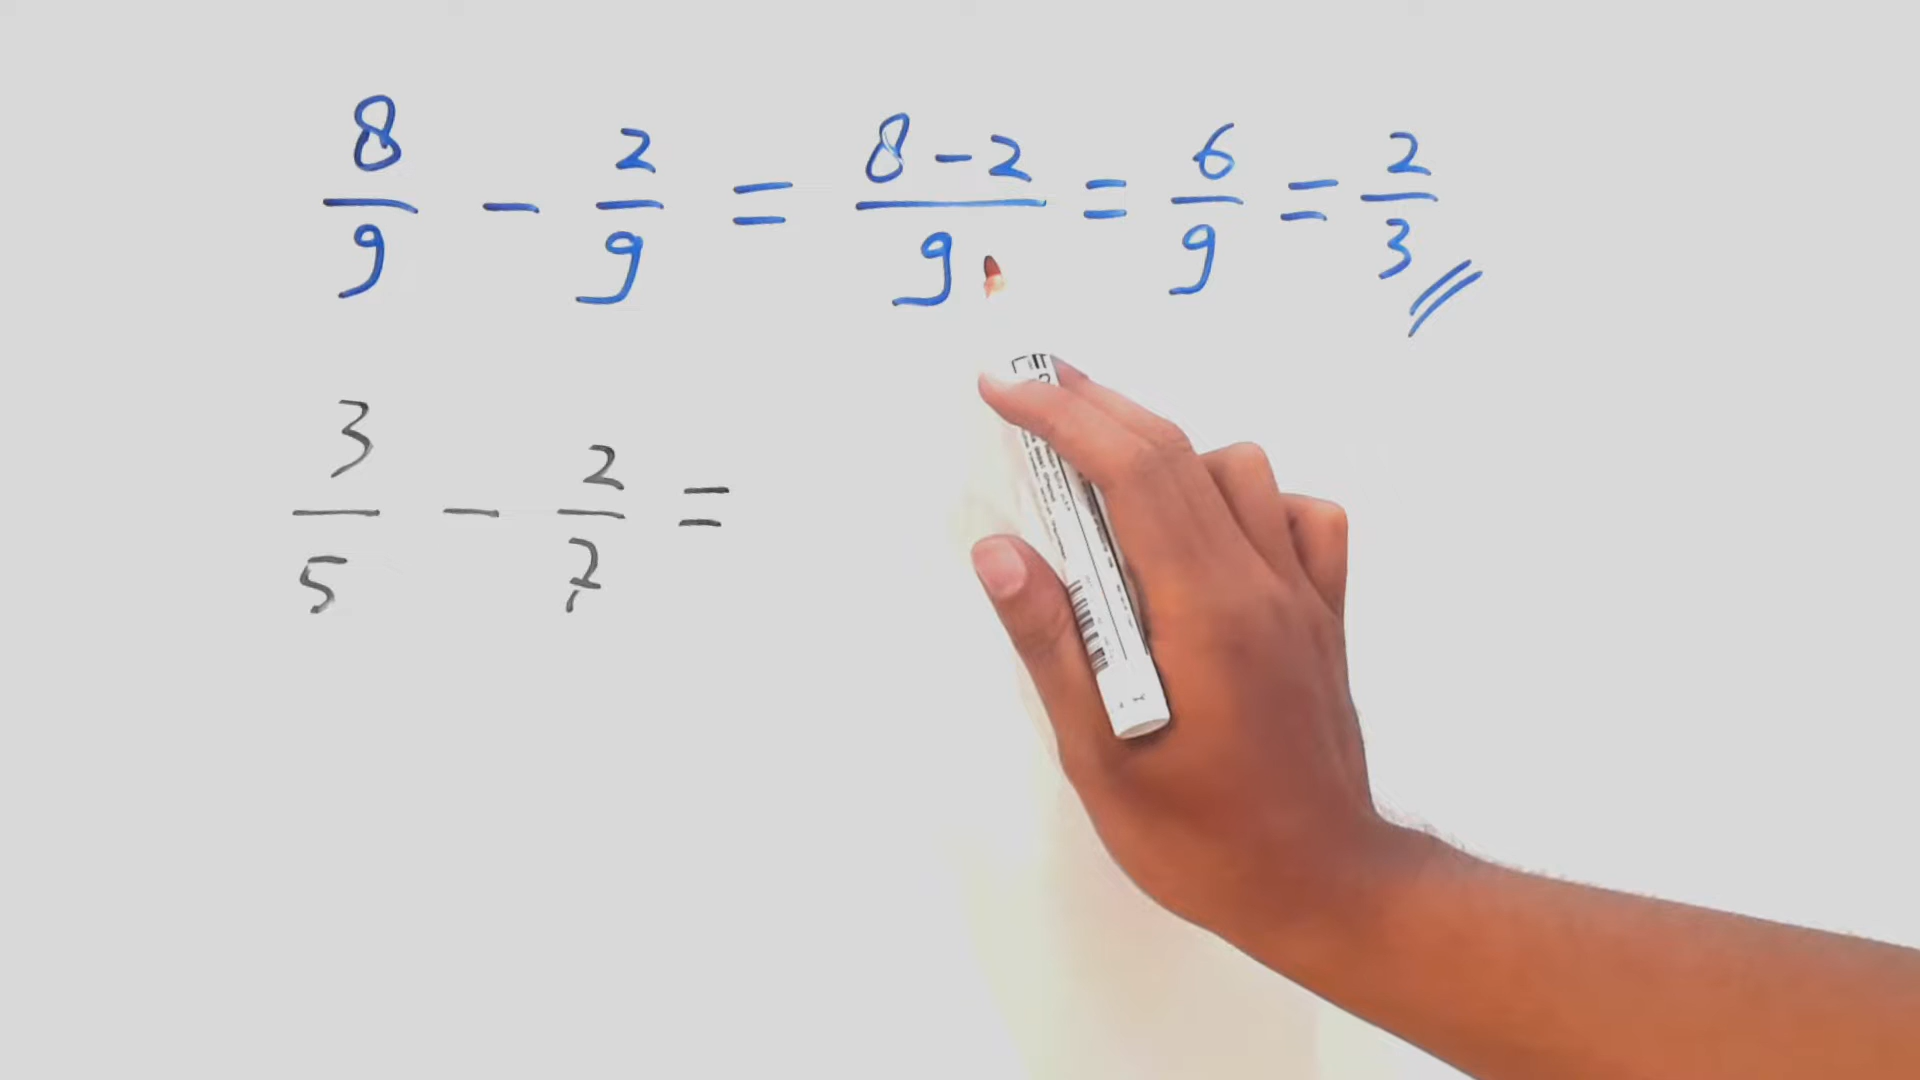 8/9 - 2/9 = (8-2)/9 = 6/9 = 2/3
3/5 - 2/7 =